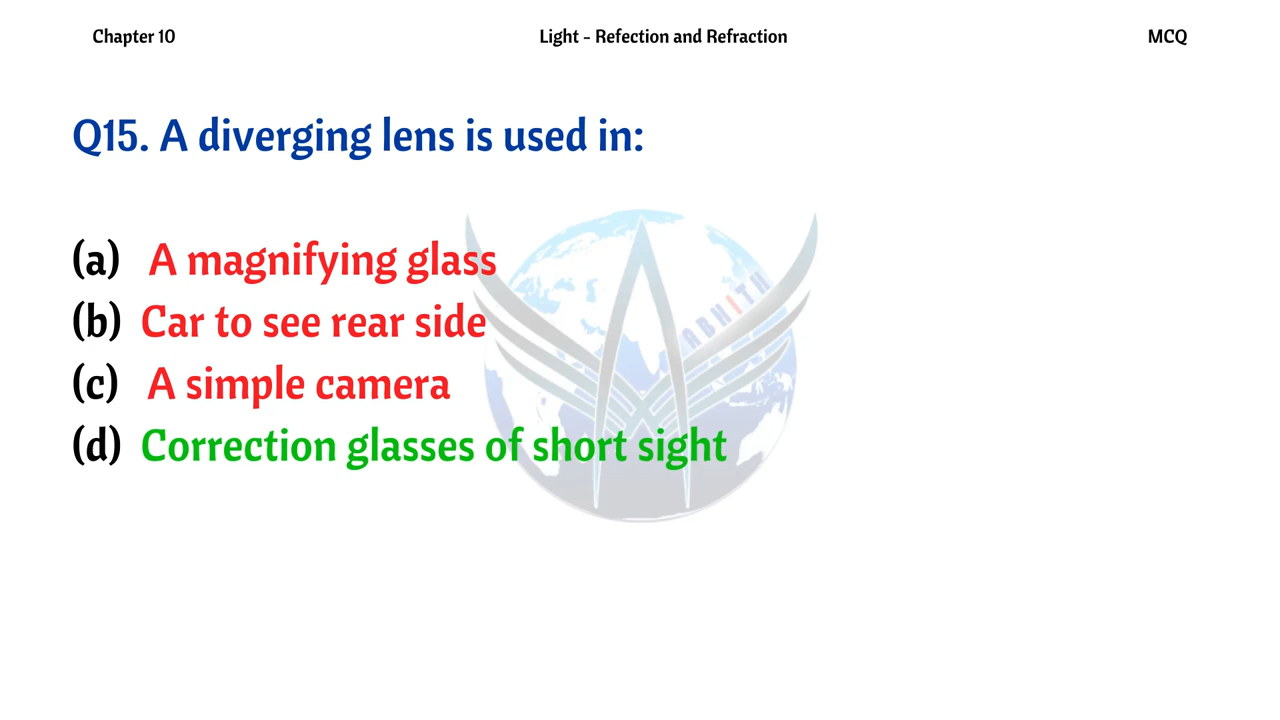 Chapter 10 Light - Refection and Refraction MCQ
Q15. A diverging lens is used in:
(a) A magnifying glass
(b) Car to see rear side
(c) A simple camera
(d) Correction glasses of short sight
ABHITH